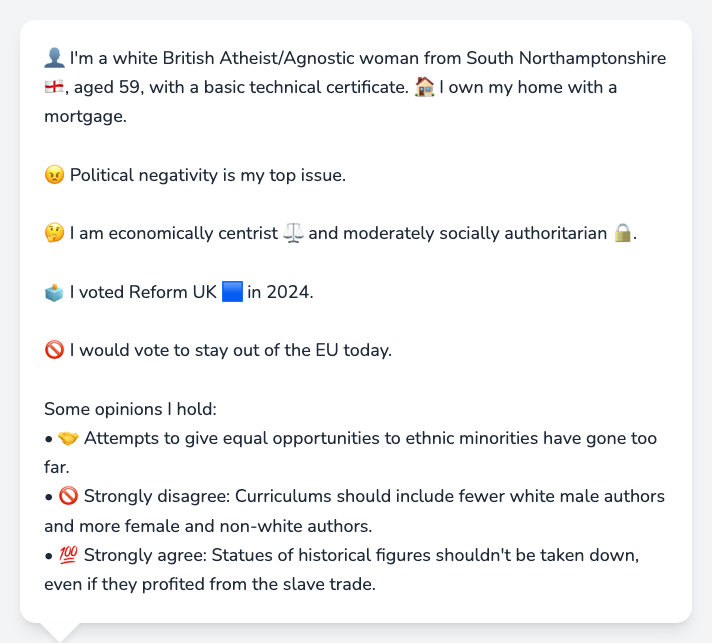 👤 I'm a white British Atheist/Agnostic woman from South Northamptonshire
🏴󠁧󠁢󠁥󠁮󠁧󠁿, aged 59, with a basic technical certificate. 🏠 I own my home with a
mortgage.
😠 Political negativity is my top issue.
🤔 I am economically centrist ⚖️ and moderately socially authoritarian 🔒.
🗳️ I voted Reform UK 🟦 in 2024.
🚫 I would vote to stay out of the EU today.
Some opinions I hold:
• 🤝 Attempts to give equal opportunities to ethnic minorities have gone too
far.
• 🚫 Strongly disagree: Curriculums should include fewer white male authors
and more female and non-white authors.
• 💯 Strongly agree: Statues of historical figures shouldn't be taken down,
even if they profited from the slave trade.